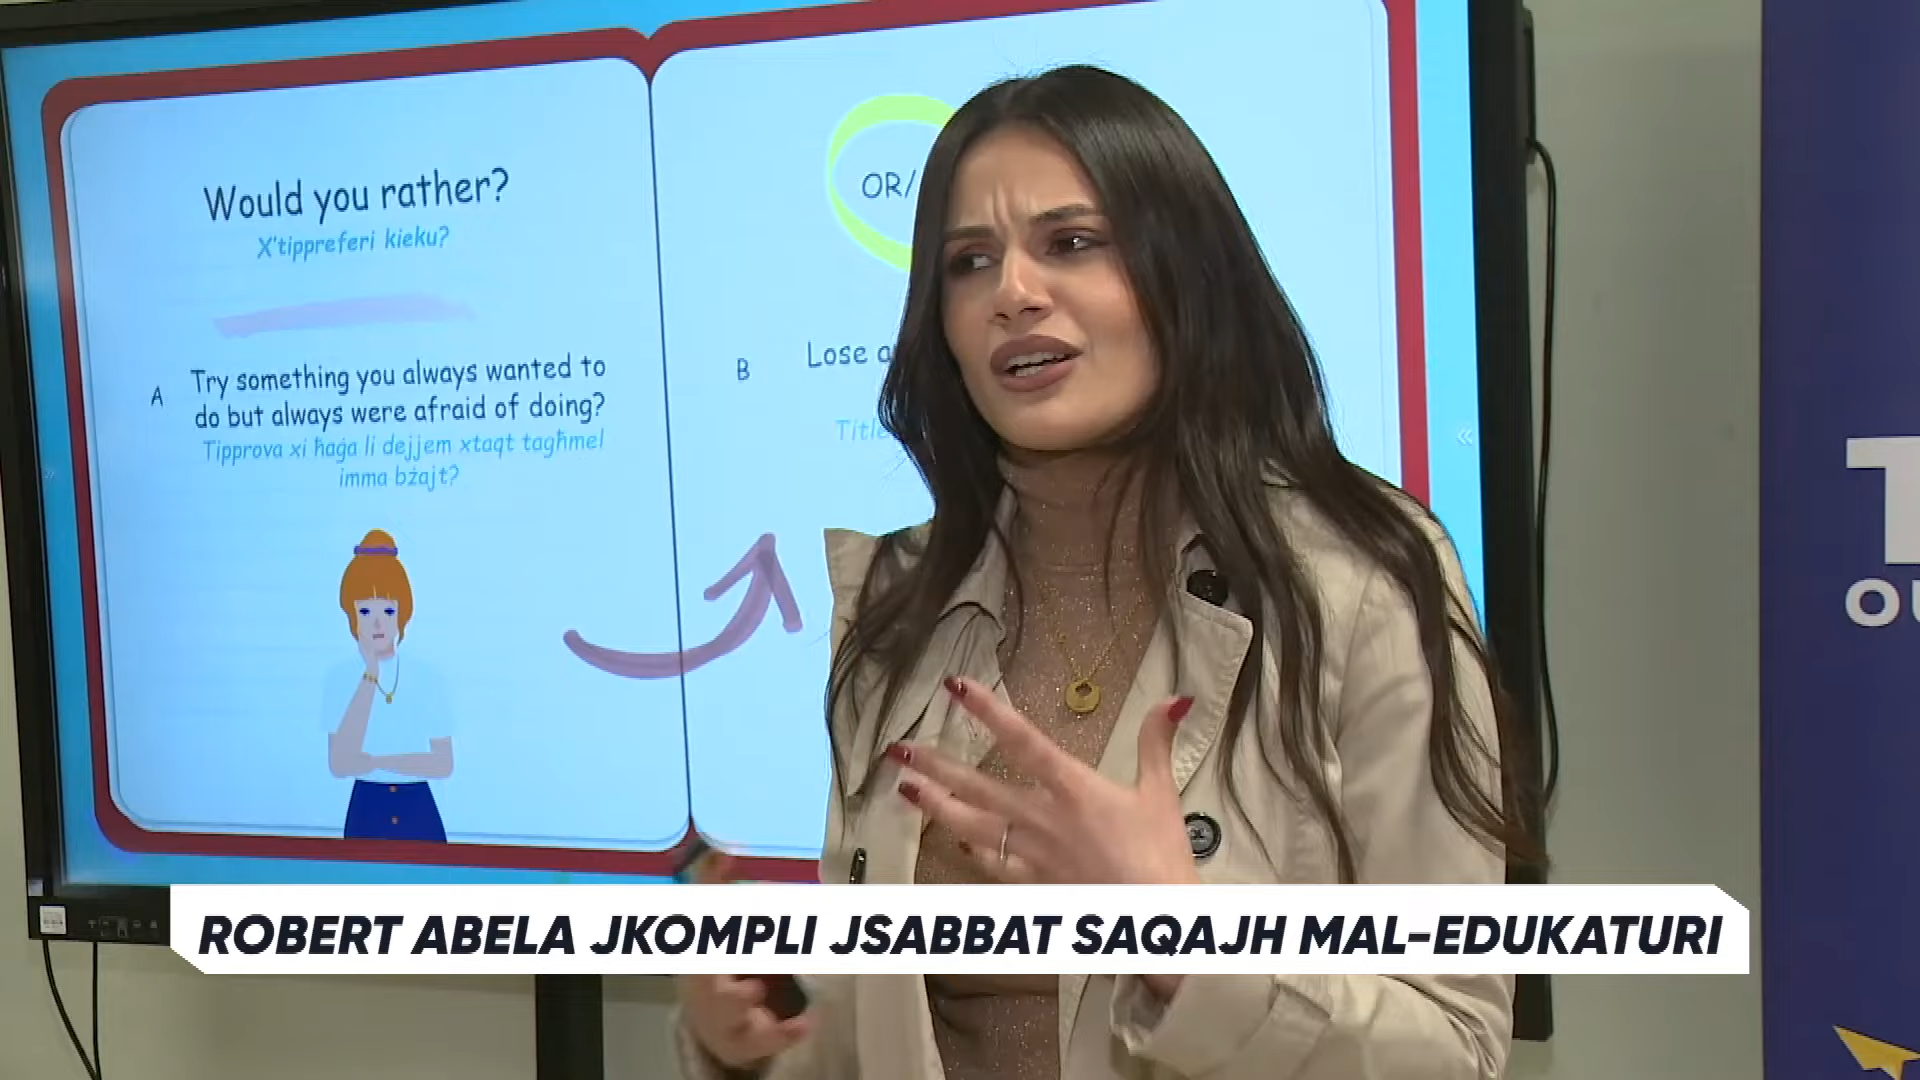 Would you rather?
X'tippreferi kieku?
A
Try something you always wanted to
do but always were afraid of doing?
Tipprova xi ħaġa li dejjem xtaqt tagħmel
imma bżajt?
OR/
B
Lose
Title
ROBERT ABELA JKOMPLI JSABBAT SAQAJH MAL-EDUKATURI